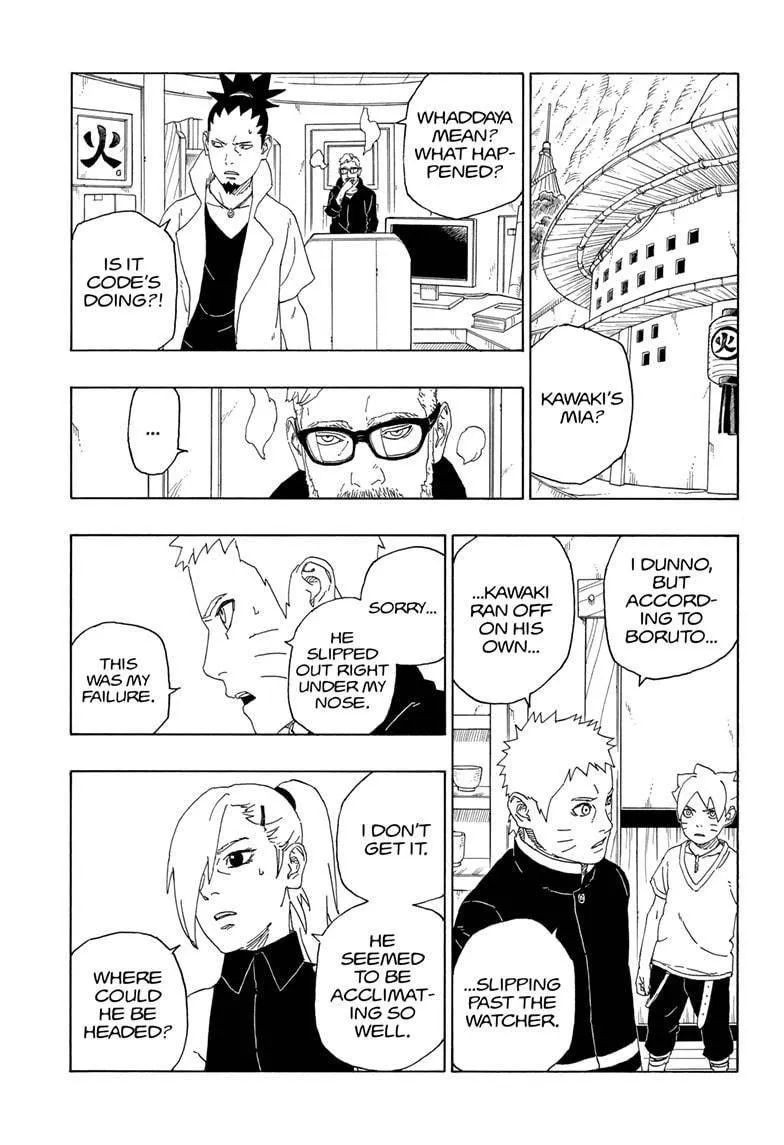 火
KAWAKI'S
MIA?
WHADDAYA
MEAN?
WHAT HAP-
PENED?
火
IS IT
CODE'S
DOING?!
...
I DUNNO,
BUT
ACCORD-
ING TO
BORUTO...
...KAWAKI
RAN OFF
ON HIS
OWN...
...SLIPPING
PAST THE
WATCHER.
SORRY...
HE
SLIPPED
OUT RIGHT
UNDER MY
NOSE.
THIS
WAS MY
FAILURE.
I DON'T
GET IT.
HE
SEEMED
TO BE
ACCLIMAT-
ING SO
WELL.
WHERE
COULD
HE BE
HEADED?